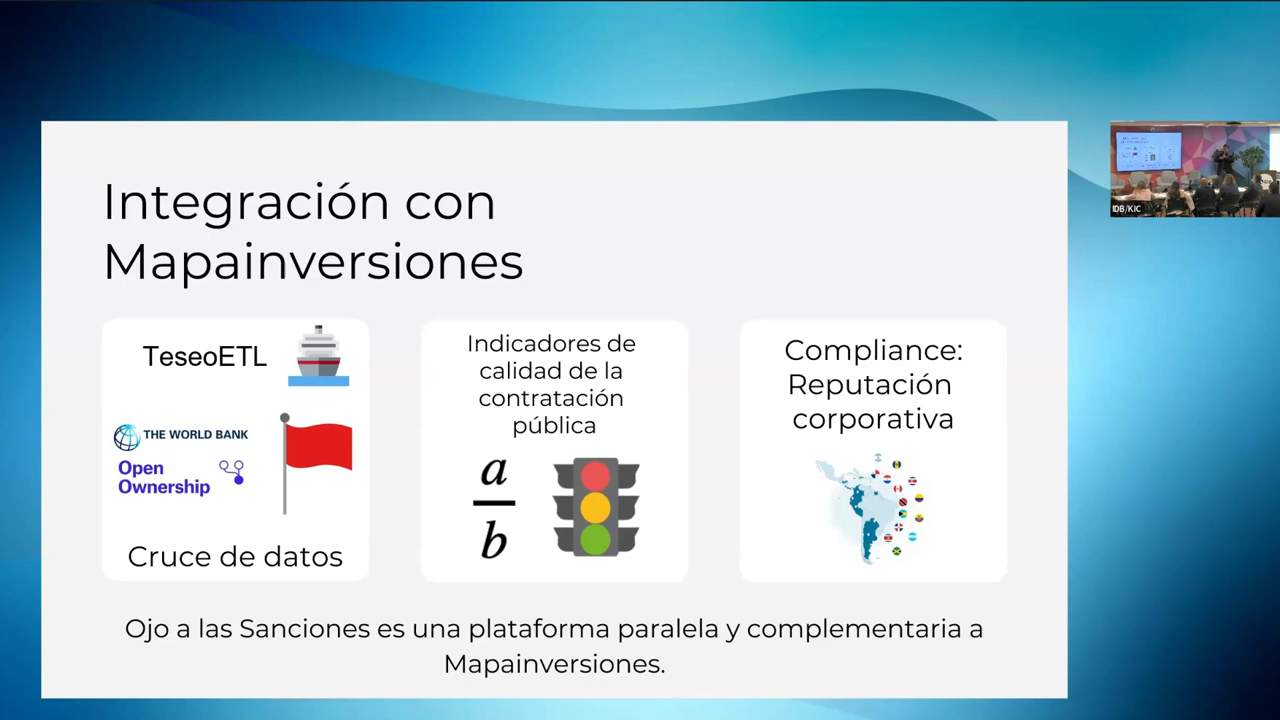 Integración con
Mapainversiones
TeseoETL
THE WORLD BANK
Open
Ownership
Cruce de datos
Indicadores de
calidad de la
contratación
pública
a
b
Compliance:
Reputación
corporativa
Ojo a las Sanciones es una plataforma paralela y complementaria a
Mapainversiones.
IDB/KIC